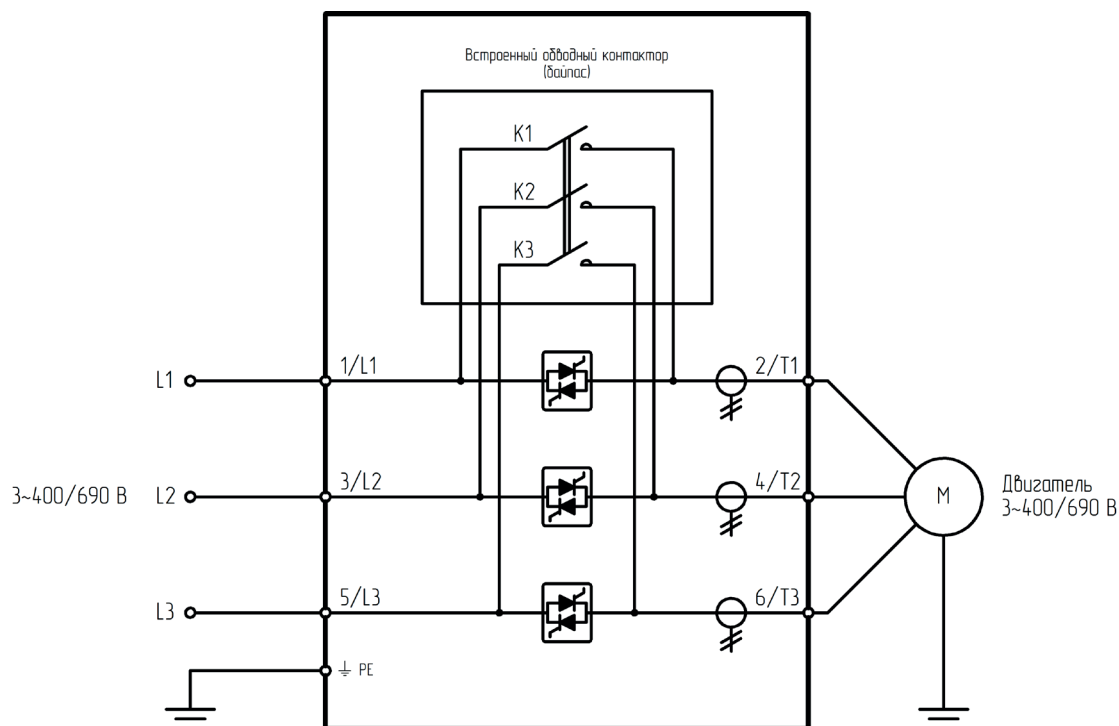 Встроенный обводный контактор
(байпас)
K1
K2
K3
L1
1/L1
2/T1
3~400/690 В
L2
3/L2
4/T2
M
Двигатель
3~400/690 В
L3
5/L3
6/T3
PE